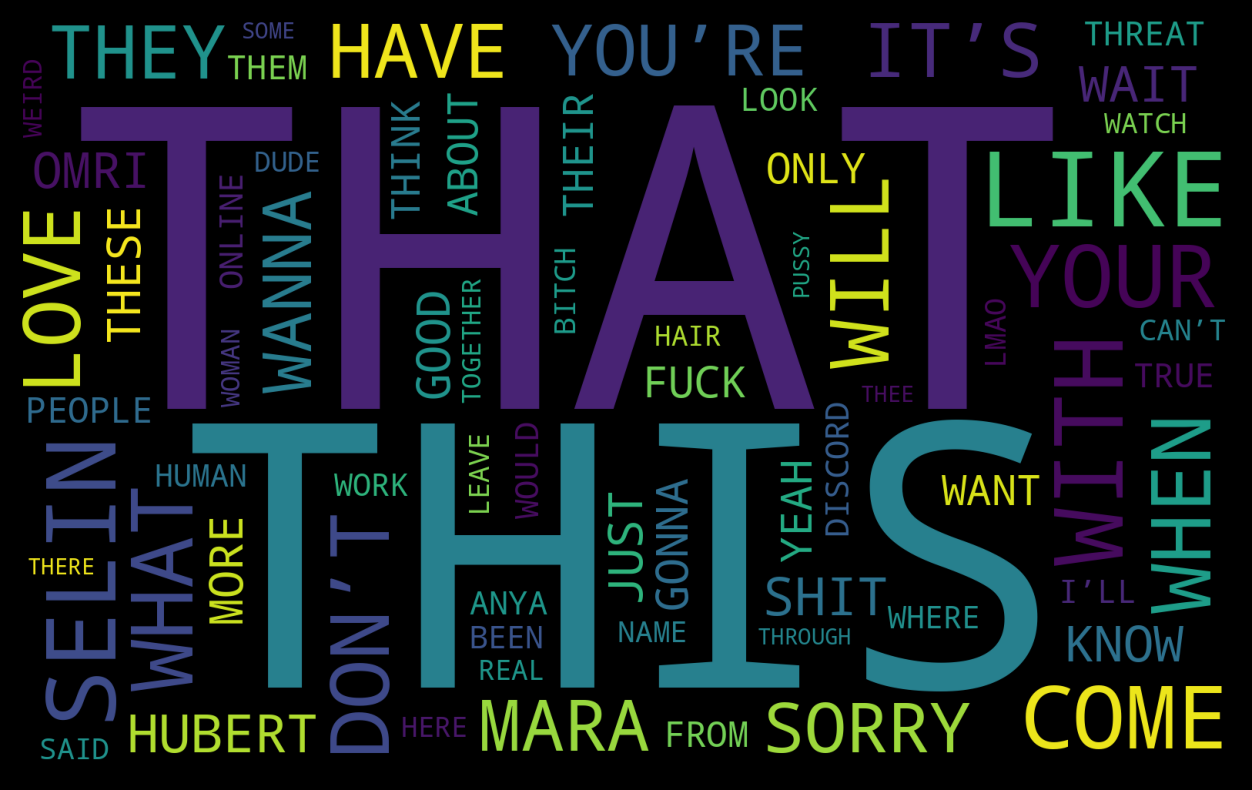 THEY
SOME
THEM
HAVE
YOU’RE
IT’S
THREAT
WAIT
WATCH
WEIRD
LOOK
THAT
OMRI
DUDE
THINK
ABOUT
THEIR
ONLY
LIKE
LOVE
THESE
ONLINE
WANNA
WILL
YOUR
PUSSY
BITCH
GOOD
TOGETHER
HAIR
FUCK
LMAO
CAN’T
TRUE
WOMAN
THEE
PEOPLE
WITH
WHEN
THIS
SELIN
HUMAN
WHAT
WORK
LEAVE
WOULD
DISCORD
YEAH
WANT
JUST
GONNA
MORE
DON’T
THERE
ANYA
BEEN
REAL
NAME
SHIT
WHERE
THROUGH
I’LL
KNOW
SAID
HUBERT
HERE
MARA
FROM
SORRY
COME